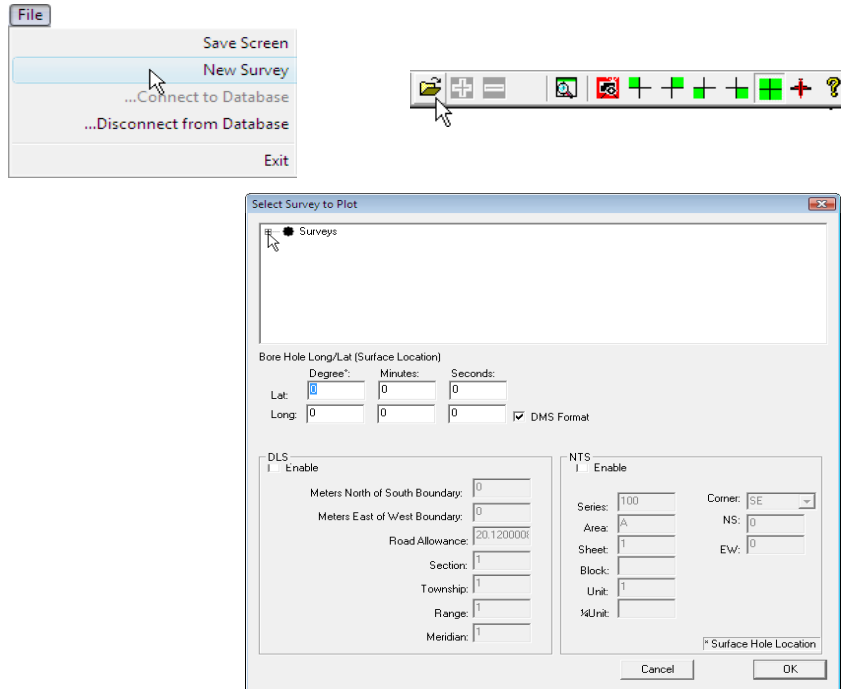 File
Save Screen
New Survey
...Connect to Database
...Disconnect from Database
Exit
Select Survey to Plot
Surveys
Bore Hole Long/Lat (Surface Location)
Degree*: Minutes: Seconds:
Lat: 0 0 0
Long: 0 0 0 DMS Format
DLS
Enable
Meters North of South Boundary: 0
Meters East of West Boundary: 0
Road Allowance: 20.1200008
Section: 1
Township: 1
Range: 1
Meridian: 1
NTS
Enable
Series: 100 Corner: SE
Area: A NS: 0
Sheet: 1 EW: 0
Block:
Unit: 1
¼Unit:
* Surface Hole Location
Cancel OK